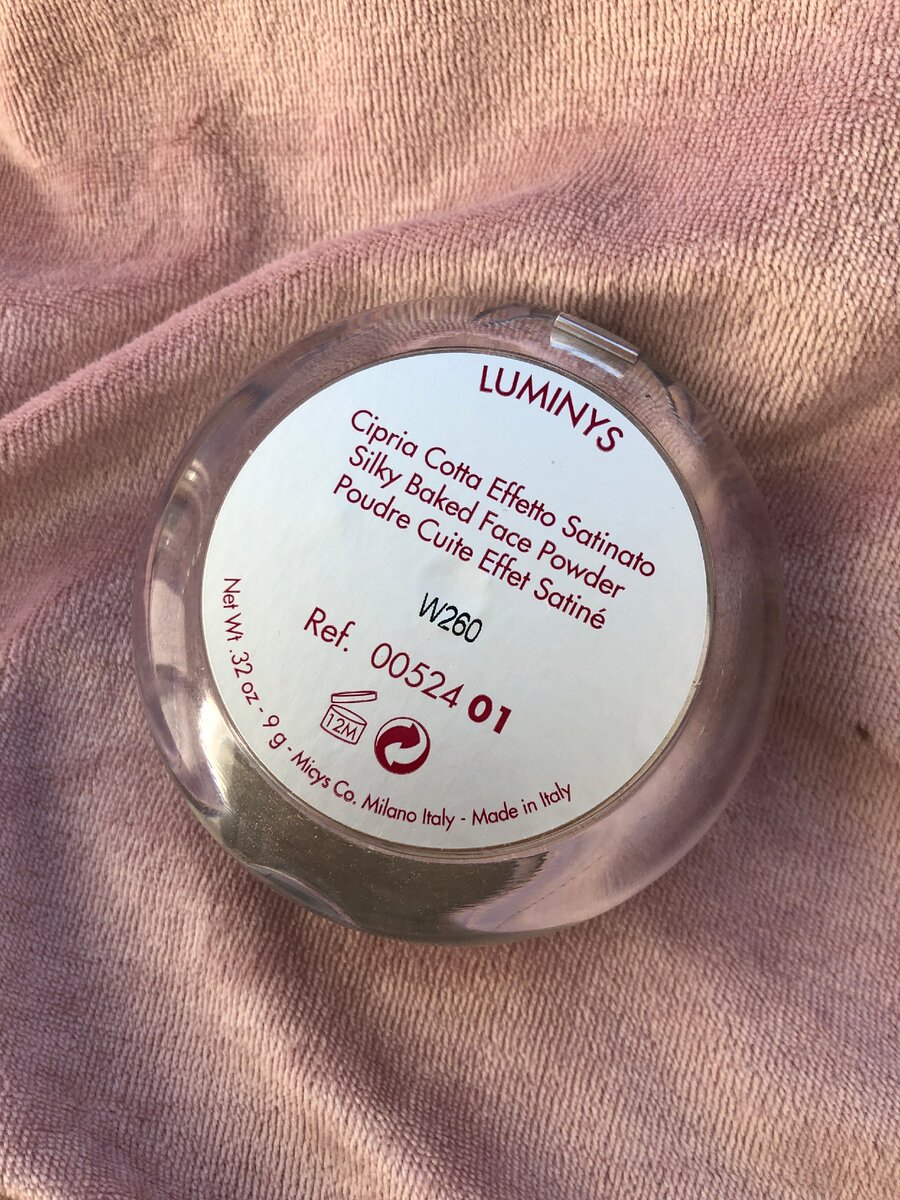 LUMINYS
Cipria Cotta Effetto Satinato
Silky Baked Face Powder
Poudre Cuite Effet Satiné
W260
Ref. 00524 01
12M
Net Wt .32 oz - 9 g - Micys Co. Milano Italy - Made in Italy